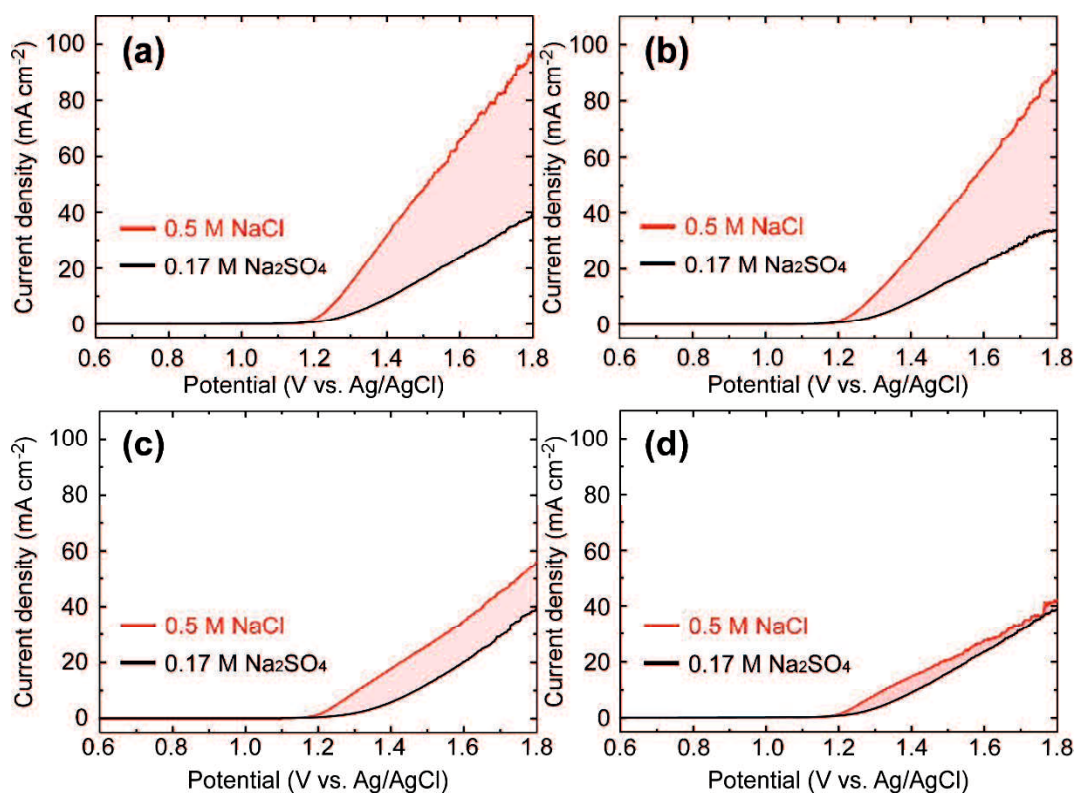 (a)
Current density (mA cm⁻²)
100
80
60
40
20
0
0.5 M NaCl
0.17 M Na₂SO₄
0.6 0.8 1.0 1.2 1.4 1.6 1.8
Potential (V vs. Ag/AgCl)
(b)
Current density (mA cm⁻²)
100
80
60
40
20
0
0.5 M NaCl
0.17 M Na₂SO₄
0.6 0.8 1.0 1.2 1.4 1.6 1.8
Potential (V vs. Ag/AgCl)
(c)
Current density (mA cm⁻²)
100
80
60
40
20
0
0.5 M NaCl
0.17 M Na₂SO₄
0.6 0.8 1.0 1.2 1.4 1.6 1.8
Potential (V vs. Ag/AgCl)
(d)
Current density (mA cm⁻²)
100
80
60
40
20
0
0.5 M NaCl
0.17 M Na₂SO₄
0.6 0.8 1.0 1.2 1.4 1.6 1.8
Potential (V vs. Ag/AgCl)